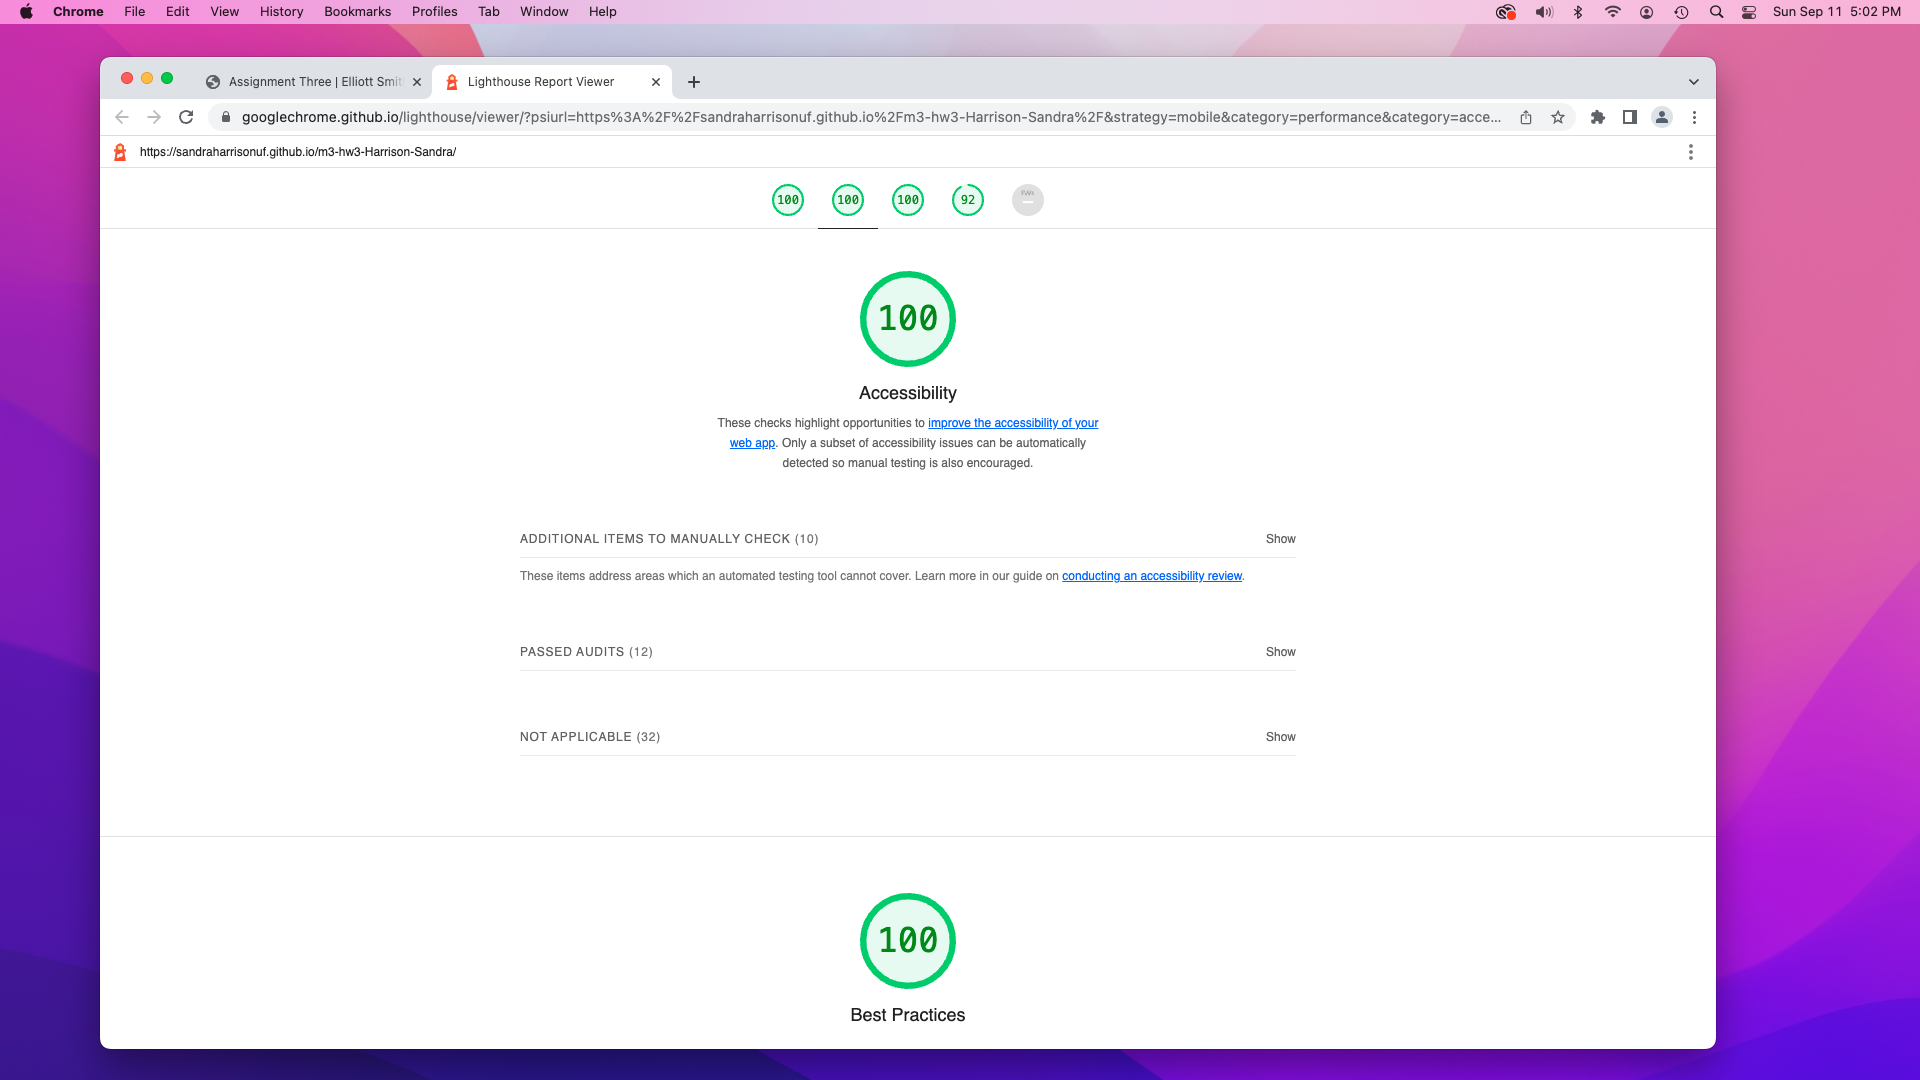 Chrome File Edit View History Bookmarks Profiles Tab Window Help Sun Sep 11 5:02 PM
Assignment Three | Elliott Smit Lighthouse Report Viewer
googlechrome.github.io/lighthouse/viewer/?psiurl=https%3A%2F%2Fsandraharrisonuf.github.io%2Fm3-hw3-Harrison-Sandra%2F&strategy=mobile&category=performance&category=acce...
https://sandraharrisonuf.github.io/m3-hw3-Harrison-Sandra/
100 100 100 92
100
Accessibility
These checks highlight opportunities to improve the accessibility of your
web app. Only a subset of accessibility issues can be automatically
detected so manual testing is also encouraged.
ADDITIONAL ITEMS TO MANUALLY CHECK (10) Show
These items address areas which an automated testing tool cannot cover. Learn more in our guide on conducting an accessibility review.
PASSED AUDITS (12) Show
NOT APPLICABLE (32) Show
100
Best Practices